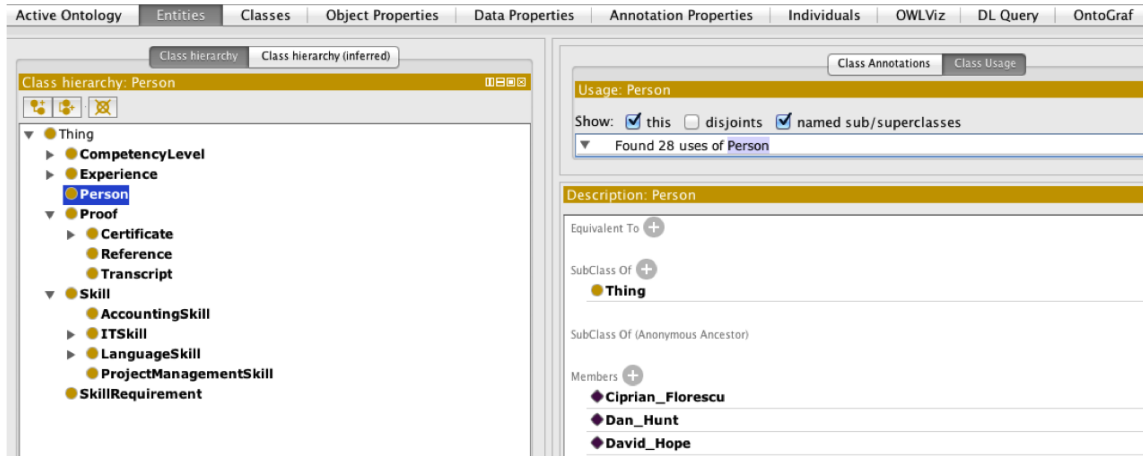 Active Ontology Entities Classes Object Properties Data Properties Annotation Properties Individuals OWLViz DL Query OntoGraf
Class hierarchy Class hierarchy (inferred)
Class hierarchy: Person
Thing
CompetencyLevel
Experience
Person
Proof
Certificate
Reference
Transcript
Skill
AccountingSkill
ITSkill
LanguageSkill
ProjectManagementSkill
SkillRequirement
Class Annotations Class Usage
Usage: Person
Show: this disjoints named sub/superclasses
Found 28 uses of Person
Description: Person
Equivalent To
SubClass Of
Thing
SubClass Of (Anonymous Ancestor)
Members
Ciprian_Florescu
Dan_Hunt
David_Hope